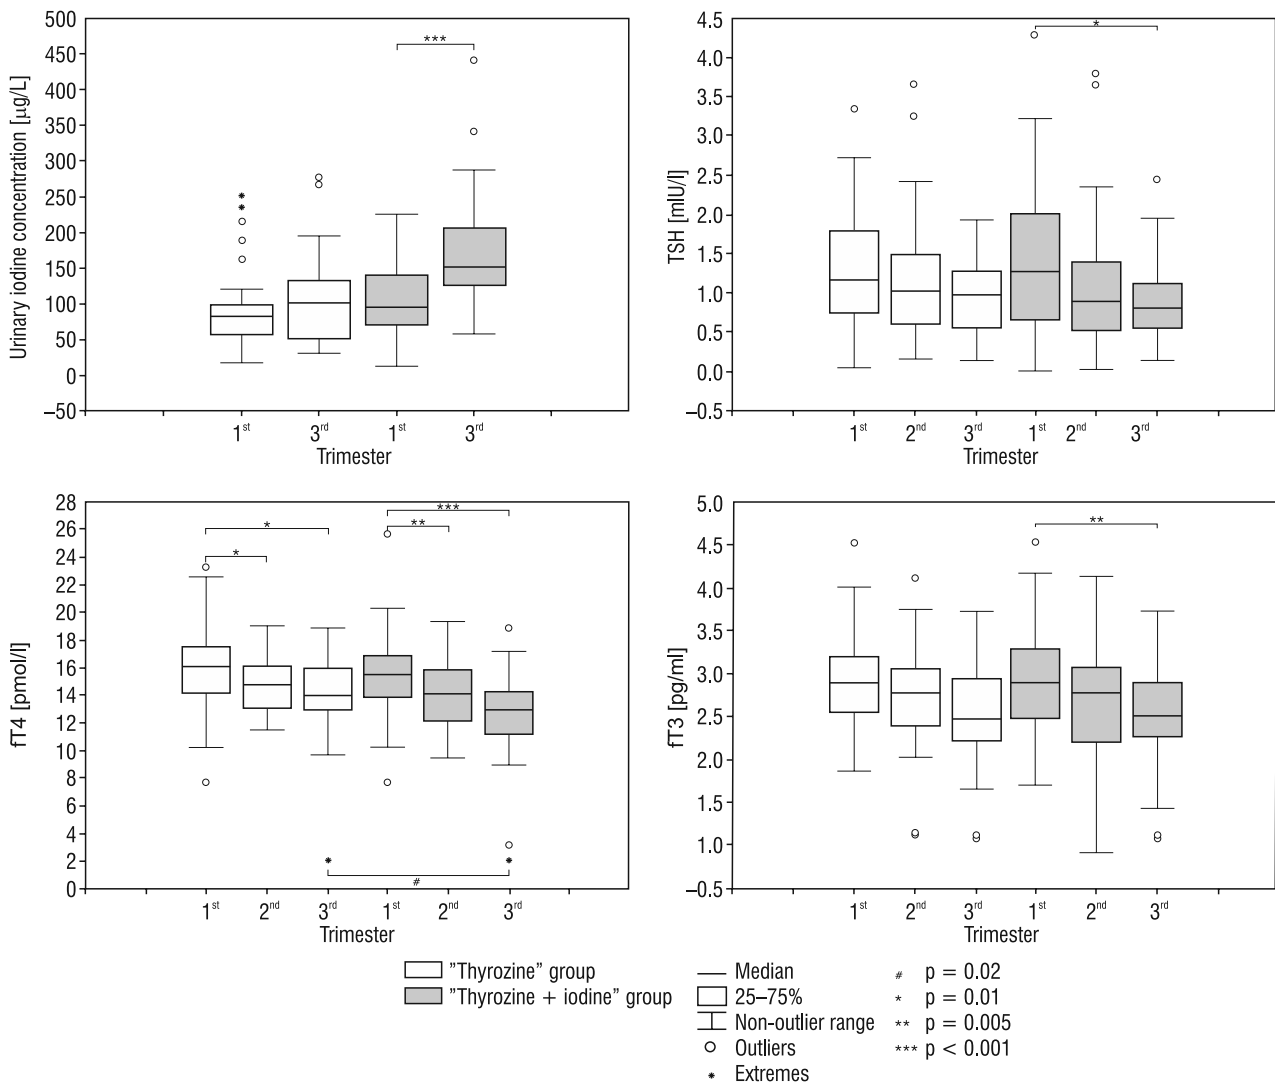 Urinary iodine concentration [µg/L]
500
450
400
350
300
250
200
150
100
50
0
–50
***
1st 3rd 1st 3rd
Trimester
TSH [mIU/l]
4.5
4.0
3.5
3.0
2.5
2.0
1.5
1.0
0.5
0.0
–0.5
*
1st 2nd 3rd 1st 2nd 3rd
Trimester
fT4 [pmol/l]
28
26
24
22
20
18
16
14
12
10
8
6
4
2
0
*
*
***
**
#
1st 2nd 3rd 1st 2nd 3rd
Trimester
fT3 [pg/ml]
5.0
4.5
4.0
3.5
3.0
2.5
2.0
1.5
1.0
–0.5
**
1st 2nd 3rd 1st 2nd 3rd
Trimester
”Thyrozine” group
”Thyrozine + iodine” group
Median
25–75%
Non-outlier range
Outliers
Extremes
# p = 0.02
* p = 0.01
** p = 0.005
*** p < 0.001